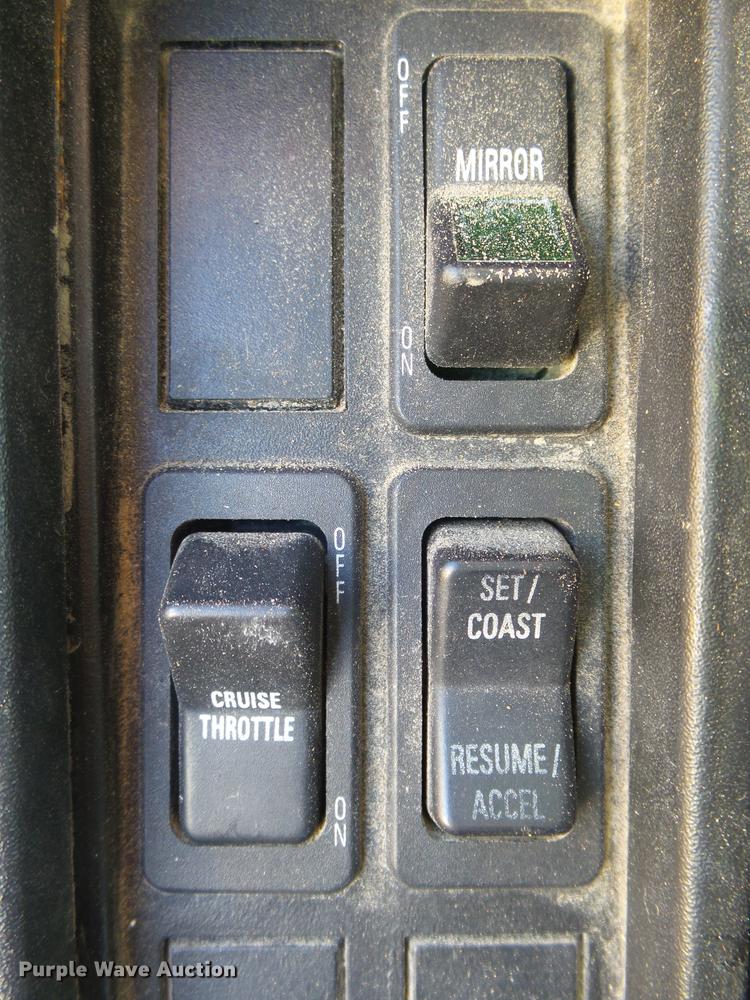 OFF
MIRROR
ON
OFF
CRUISE
THROTTLE
ON
SET/
COAST
RESUME/
ACCEL
Purple Wave Auction